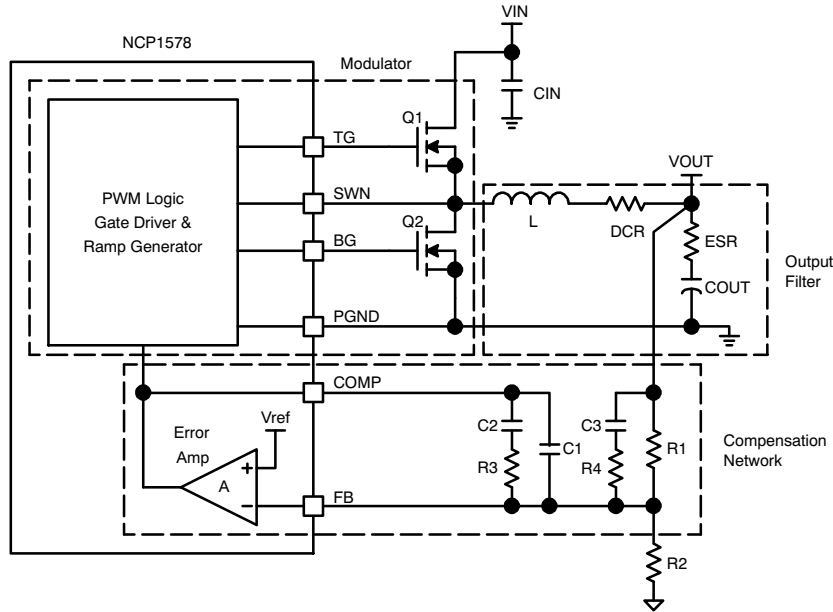 VIN
NCP1578
Modulator
CIN
Q1
TG
VOUT
PWM Logic
Gate Driver &
Ramp Generator
SWN
L
DCR
Q2
BG
ESR
COUT
Output
Filter
PGND
COMP
Vref
Error
Amp
A
+
−
C2
C1
R3
C3
R4
R1
Compensation
Network
FB
R2